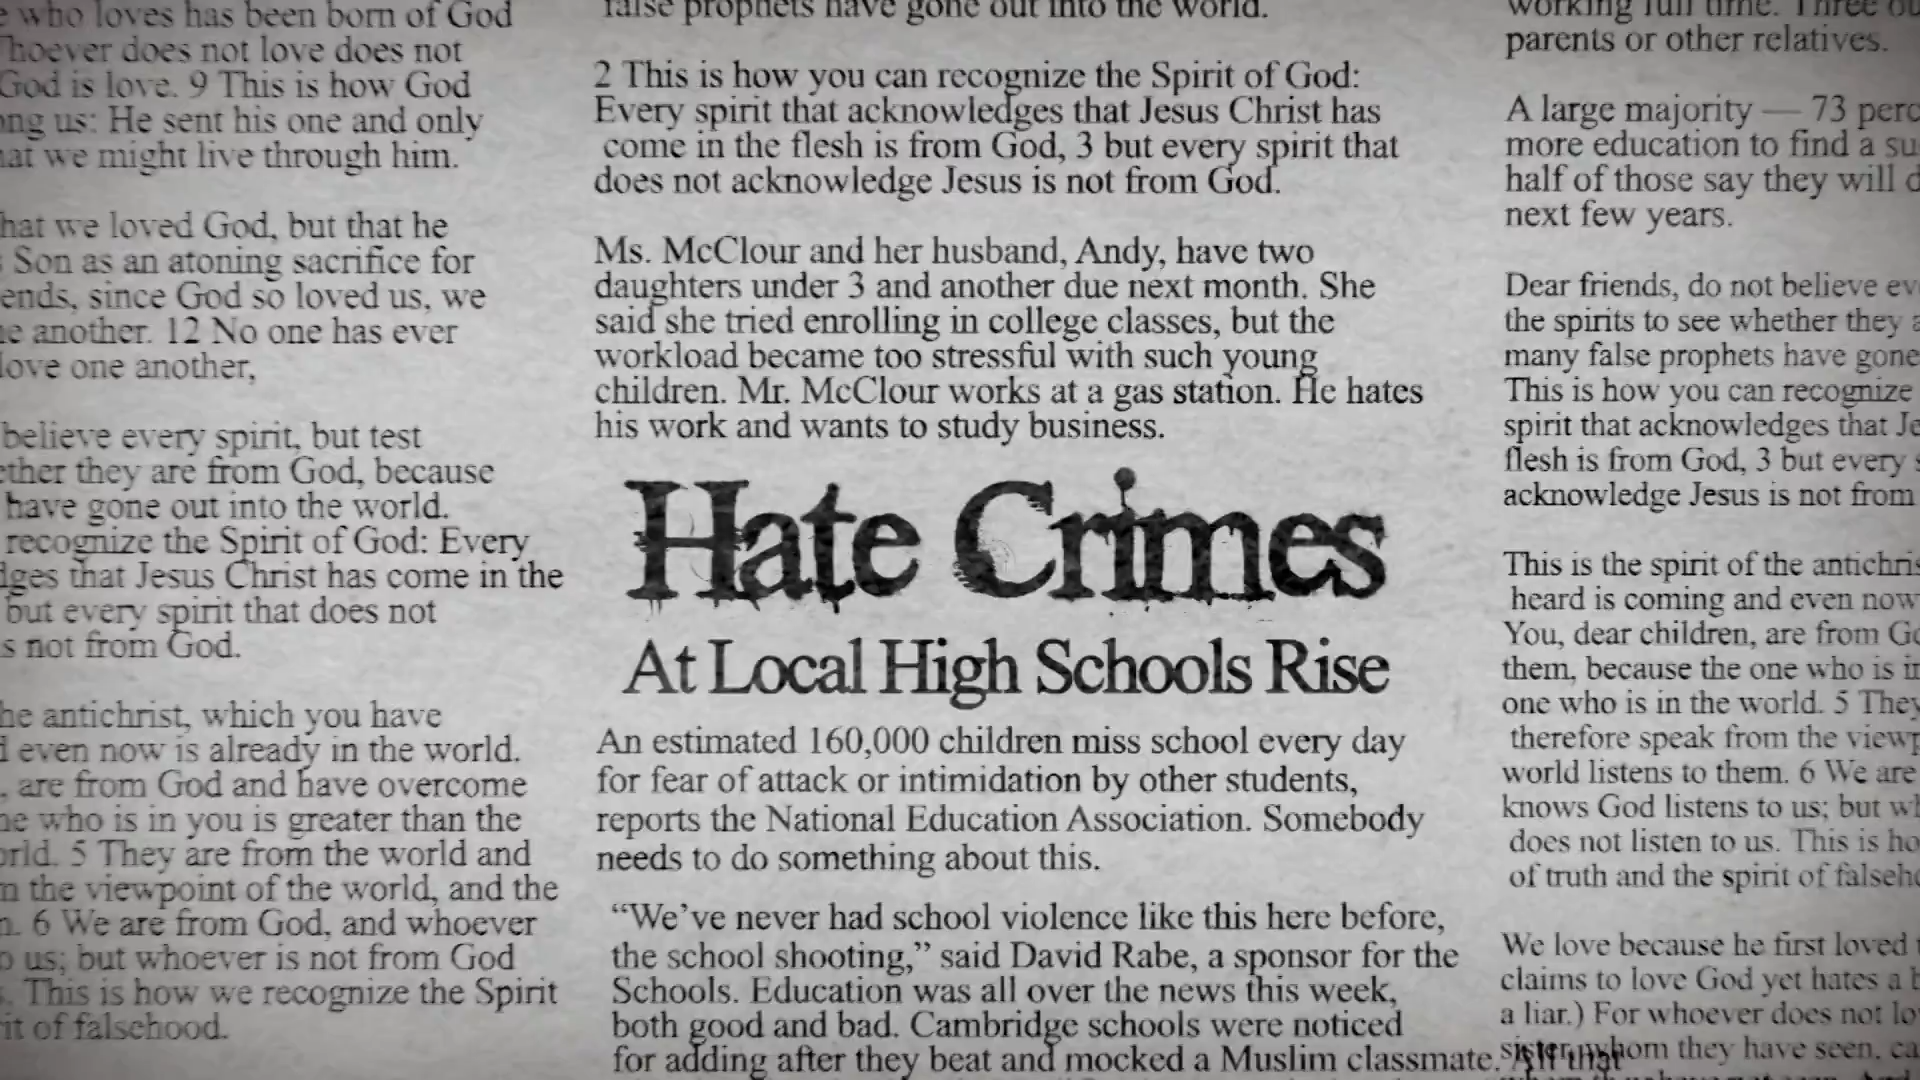 who loves has been born of God
hoever does not love does not
God is love. 9 This is how God
ng us: He sent his one and only
at we might live through him.
hat we loved God, but that he
Son as an atoning sacrifice for
ends, since God so loved us, we
e another. 12 No one has ever
love one another,
believe every spirit, but test
ether they are from God, because
have gone out into the world.
recognize the Spirit of God: Every
dges that Jesus Christ has come in the
but every spirit that does not
s not from God.
he antichrist, which you have
d even now is already in the world.
, are from God and have overcome
he who is in you is greater than the
orld. 5 They are from the world and
n the viewpoint of the world, and the
n. 6 We are from God, and whoever
o us; but whoever is not from God
s. This is how we recognize the Spirit
rit of falsehood.
false prophets have gone out into the world.
2 This is how you can recognize the Spirit of God:
Every spirit that acknowledges that Jesus Christ has
come in the flesh is from God, 3 but every spirit that
does not acknowledge Jesus is not from God.
Ms. McClour and her husband, Andy, have two
daughters under 3 and another due next month. She
said she tried enrolling in college classes, but the
workload became too stressful with such young
children. Mr. McClour works at a gas station. He hates
his work and wants to study business.
Hate Crimes
At Local High Schools Rise
An estimated 160,000 children miss school every day
for fear of attack or intimidation by other students,
reports the National Education Association. Somebody
needs to do something about this.
“We’ve never had school violence like this here before,
the school shooting,” said David Rabe, a sponsor for the
Schools. Education was all over the news this week,
both good and bad. Cambridge schools were noticed
for adding after they beat and mocked a Muslim classmate. All that
working full time. Three ou
parents or other relatives.
A large majority — 73 perc
more education to find a su
half of those say they will d
next few years.
Dear friends, do not believe ev
the spirits to see whether they a
many false prophets have gone
This is how you can recognize
spirit that acknowledges that Je
flesh is from God, 3 but every s
acknowledge Jesus is not from
This is the spirit of the antichris
heard is coming and even now
You, dear children, are from Go
them, because the one who is in
one who is in the world. 5 They
therefore speak from the viewp
world listens to them. 6 We are
knows God listens to us; but wh
does not listen to us. This is ho
of truth and the spirit of falseho
We love because he first loved
claims to love God yet hates a b
a liar.) For whoever does not lo
sister, whom they have seen, ca